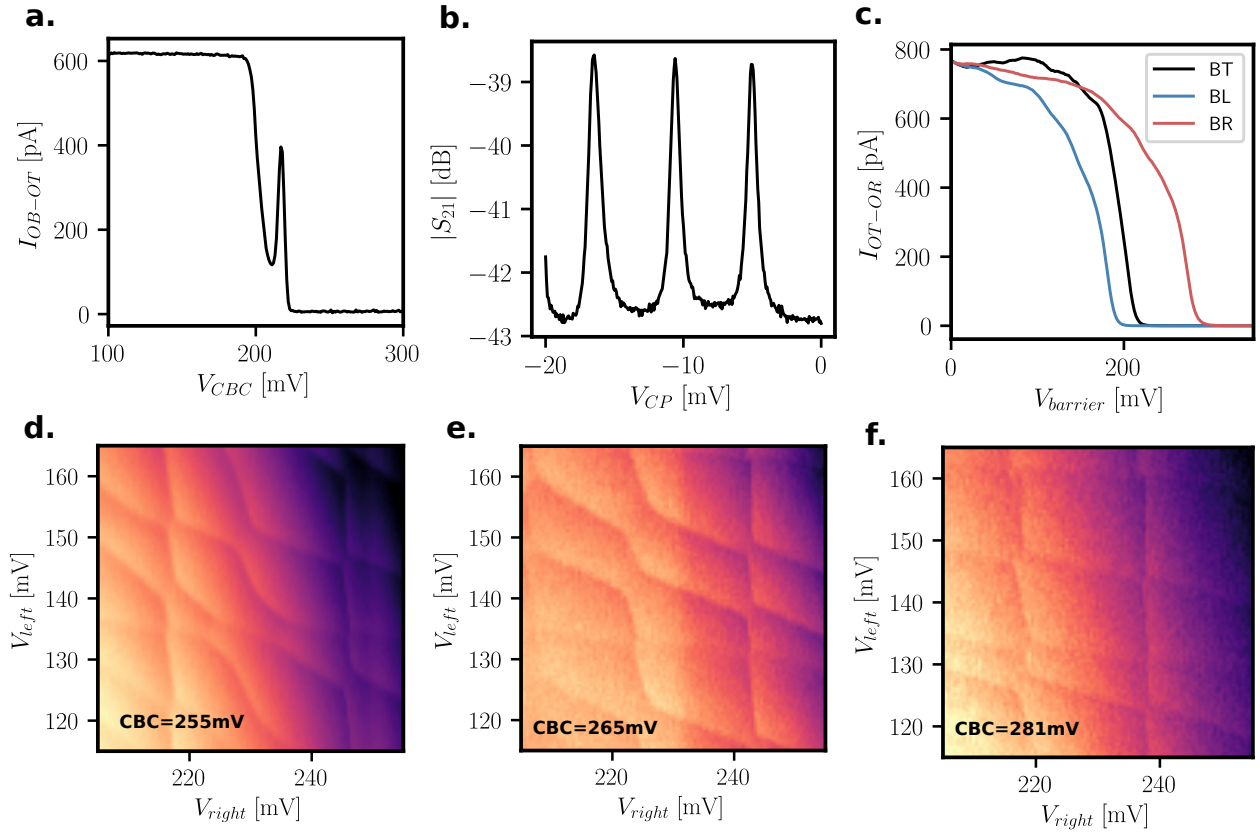 a.
600
400
200
0
I_{OB-OT} [pA]
100
200
300
V_{CBC} [mV]
b.
−39
−40
−41
−42
−43
|S_{21}| [dB]
−20
−10
0
V_{CP} [mV]
c.
800
600
400
200
0
I_{OT-OR} [pA]
BT
BL
BR
0
200
V_{barrier} [mV]
d.
160
150
140
130
120
V_{left} [mV]
CBC=255mV
220
240
V_{right} [mV]
e.
160
150
140
130
120
V_{left} [mV]
CBC=265mV
220
240
V_{right} [mV]
f.
160
150
140
130
120
V_{left} [mV]
CBC=281mV
220
240
V_{right} [mV]